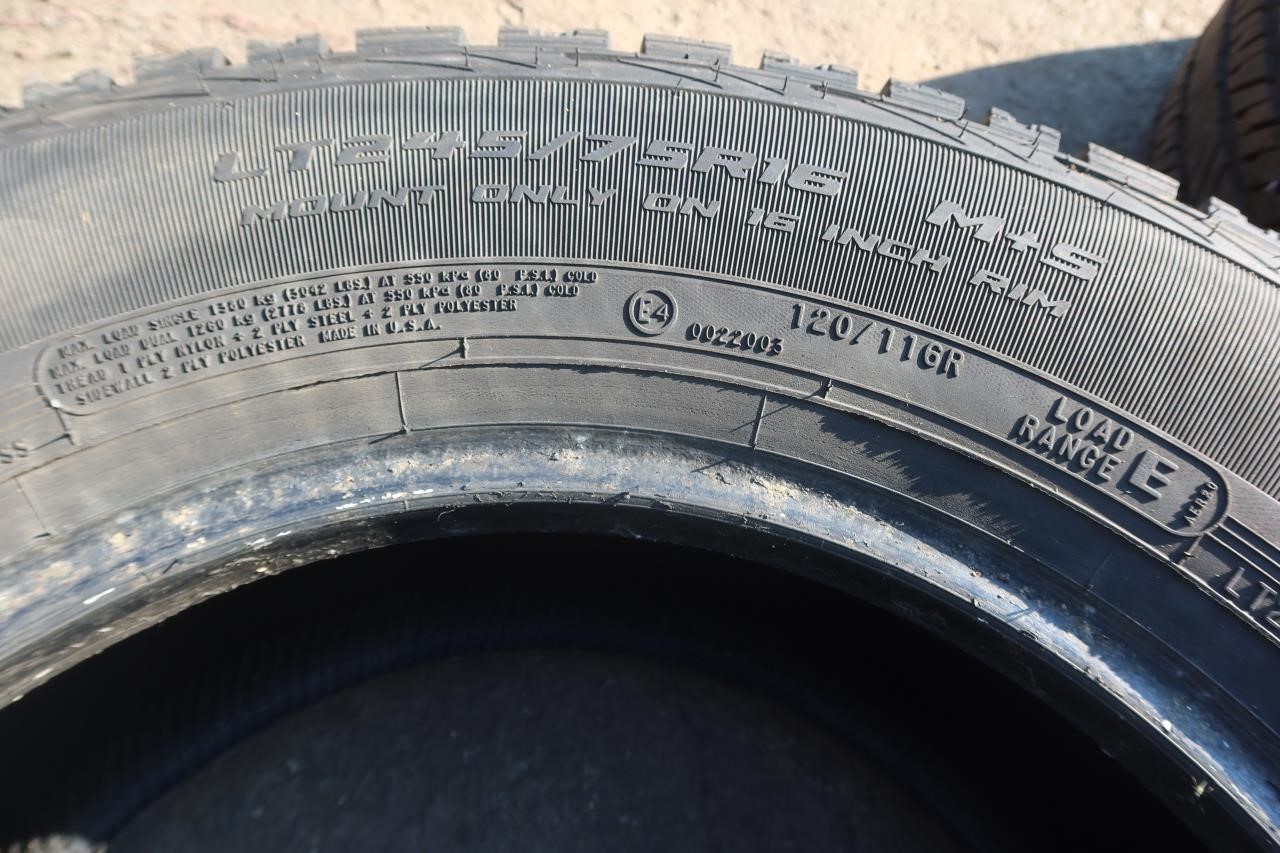 LT245/75R16 M+S
MOUNT ONLY ON 16 INCH RIM
MAX. LOAD SINGLE 1380 Kg (3042 LBS.) AT 550 KPa (80 P.S.I.) COLD
MAX. LOAD DUAL 1260 Kg (2778 LBS.) AT 550 KPa (80 P.S.I.) COLD
TREAD 1 PLY NYLON + 2 PLY STEEL + 2 PLY POLYESTER
SIDEWALL 2 PLY POLYESTER MADE IN U.S.A.
E4
0022003
120/116R
LOAD
RANGE E
SS
LT2